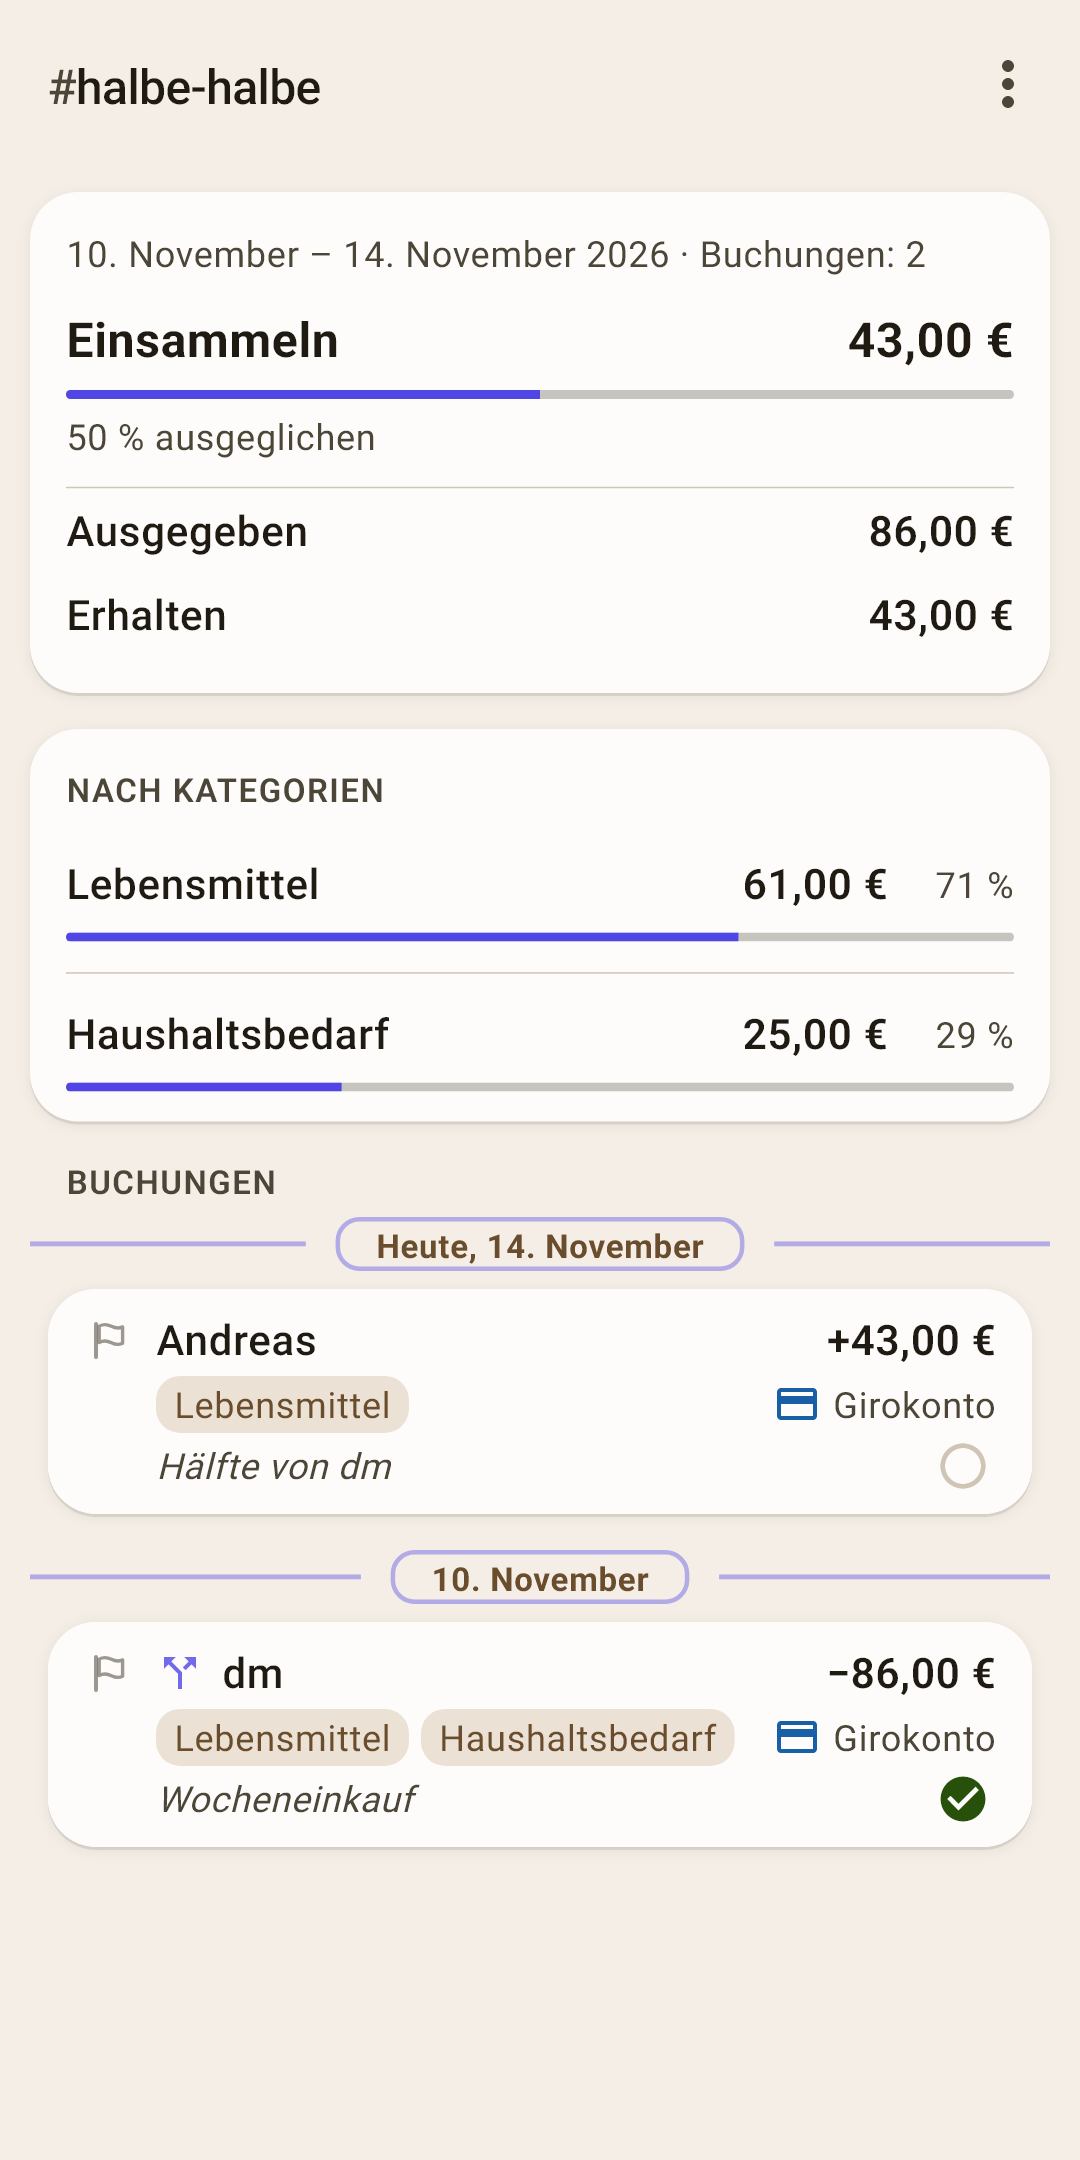 #halbe-halbe
10. November – 14. November 2026 · Buchungen: 2
Einsammeln 43,00 €
50 % ausgeglichen
Ausgegeben 86,00 €
Erhalten 43,00 €
NACH KATEGORIEN
Lebensmittel 61,00 € 71 %
Haushaltsbedarf 25,00 € 29 %
BUCHUNGEN
Heute, 14. November
Andreas +43,00 €
Lebensmittel Girokonto
Hälfte von dm
10. November
dm −86,00 €
Lebensmittel Haushaltsbedarf Girokonto
Wocheneinkauf